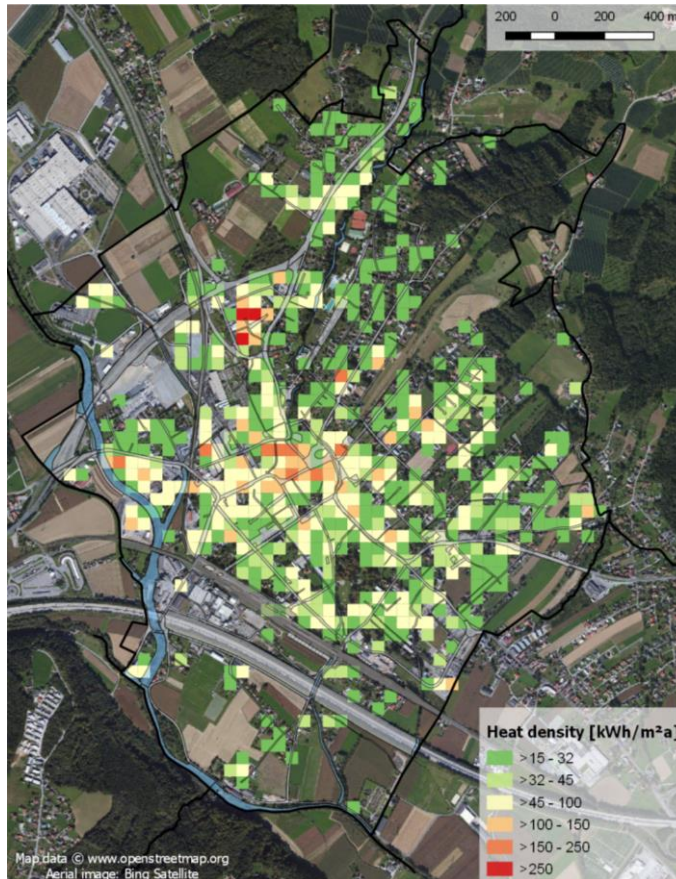 200 0 200 400 m
Heat density [kWh/m²a]
>15 - 32
>32 - 45
>45 - 100
>100 - 150
>150 - 250
>250
Map data © www.openstreetmap.org
Aerial image: Bing Satellite